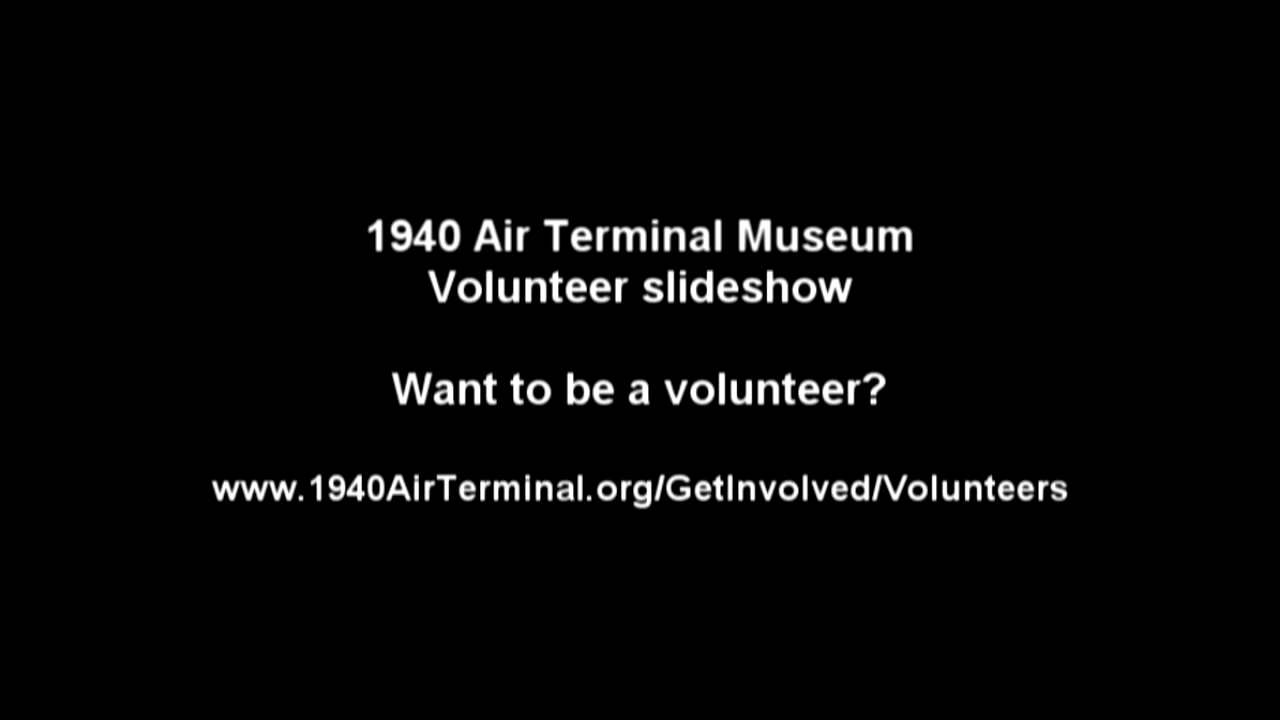 1940 Air Terminal Museum
Volunteer slideshow
Want to be a volunteer?
www.1940AirTerminal.org/GetInvolved/Volunteers